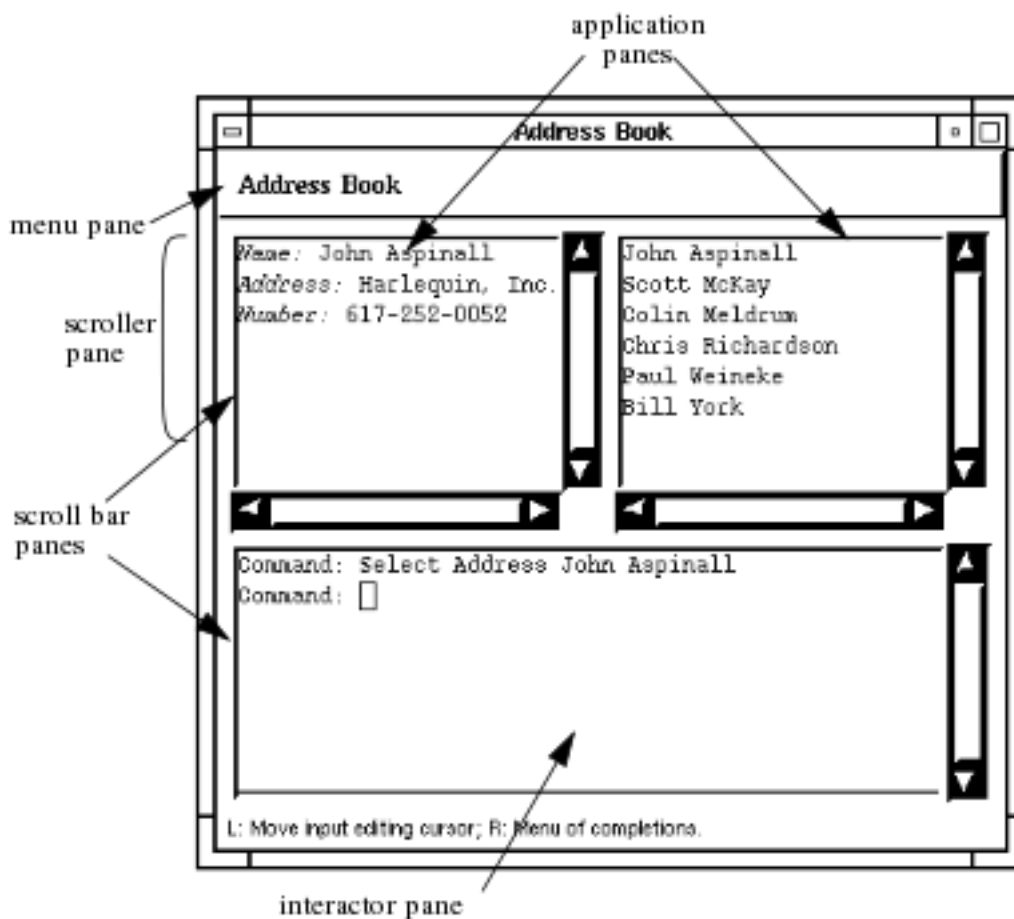 application
panes
Address Book
Address Book
menu pane
Name: John Aspinall
Address: Harlequin, Inc.
Number: 617-252-0052
John Aspinall
Scott McKay
Colin Meldrum
Chris Richardson
Paul Weineke
Bill York
scroller
pane
scroll bar
panes
Command: Select Address John Aspinall
Command:
L: Move input editing cursor; R: Menu of completions.
interactor pane